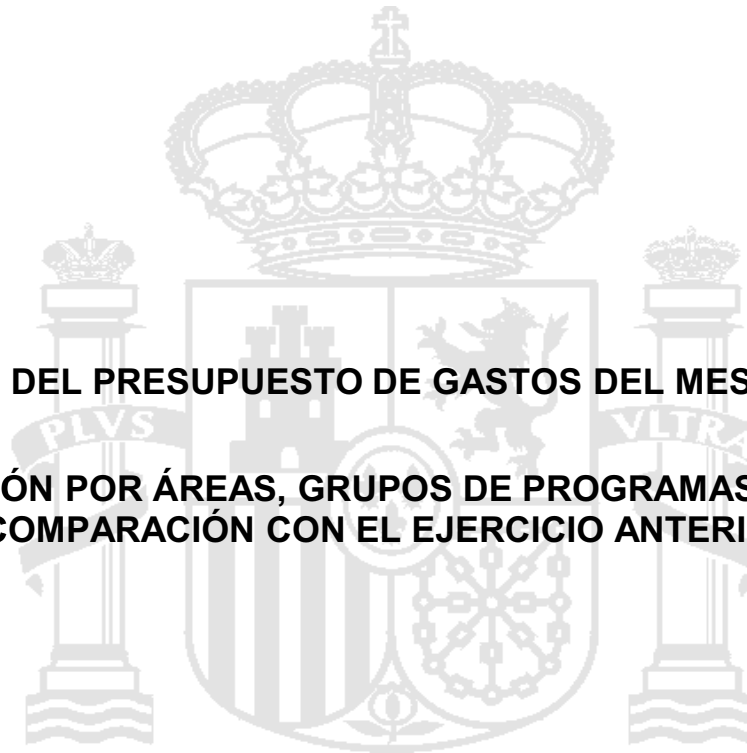 DEL PRESUPUESTO DE GASTOS DEL MES
PLVS VLTRA
ÓN POR ÁREAS, GRUPOS DE PROGRAMAS
COMPARACIÓN CON EL EJERCICIO ANTERI